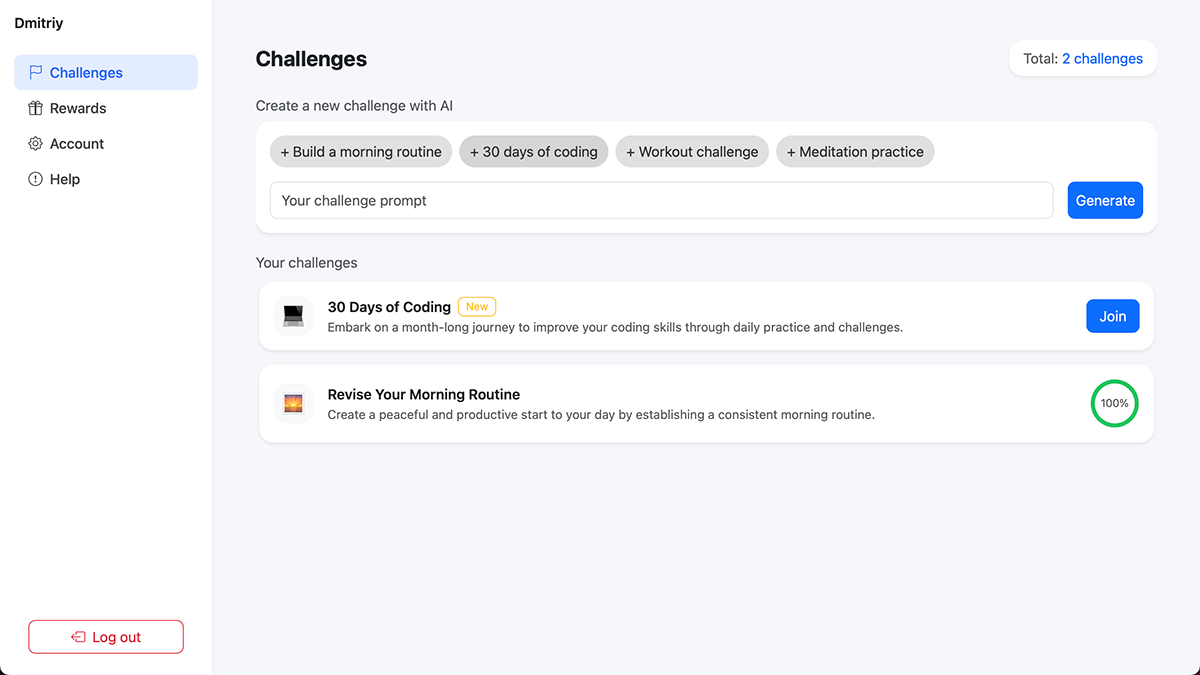 Dmitriy
Challenges
Rewards
Account
Help
Log out
Challenges
Total: 2 challenges
Create a new challenge with AI
+ Build a morning routine
+ 30 days of coding
+ Workout challenge
+ Meditation practice
Your challenge prompt
Generate
Your challenges
30 Days of Coding
New
Embark on a month-long journey to improve your coding skills through daily practice and challenges.
Join
Revise Your Morning Routine
Create a peaceful and productive start to your day by establishing a consistent morning routine.
100%